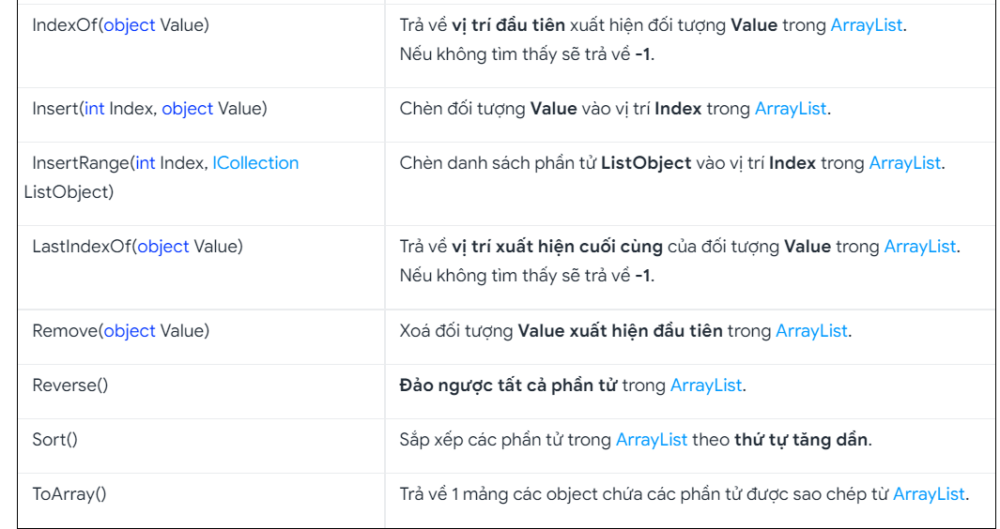 IndexOf(object Value)
Trả về vị trí đầu tiên xuất hiện đối tượng Value trong ArrayList.
Nếu không tìm thấy sẽ trả về -1.
Insert(int Index, object Value)
Chèn đối tượng Value vào vị trí Index trong ArrayList.
InsertRange(int Index, ICollection
ListObject)
Chèn danh sách phần tử ListObject vào vị trí Index trong ArrayList.
LastIndexOf(object Value)
Trả về vị trí xuất hiện cuối cùng của đối tượng Value trong ArrayList.
Nếu không tìm thấy sẽ trả về -1.
Remove(object Value)
Xoá đối tượng Value xuất hiện đầu tiên trong ArrayList.
Reverse()
Đảo ngược tất cả phần tử trong ArrayList.
Sort()
Sắp xếp các phần tử trong ArrayList theo thứ tự tăng dần.
ToArray()
Trả về 1 mảng các object chứa các phần tử được sao chép từ ArrayList.